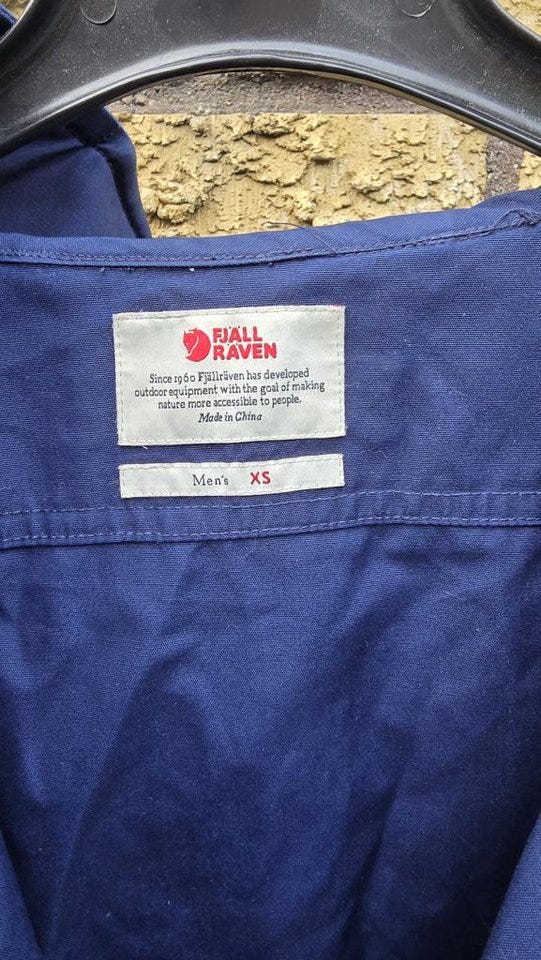 FJÄLL
RÄVEN
Since 1960 Fjällräven has developed
outdoor equipment with the goal of making
nature more accessible to people.
Made in China
Men's XS